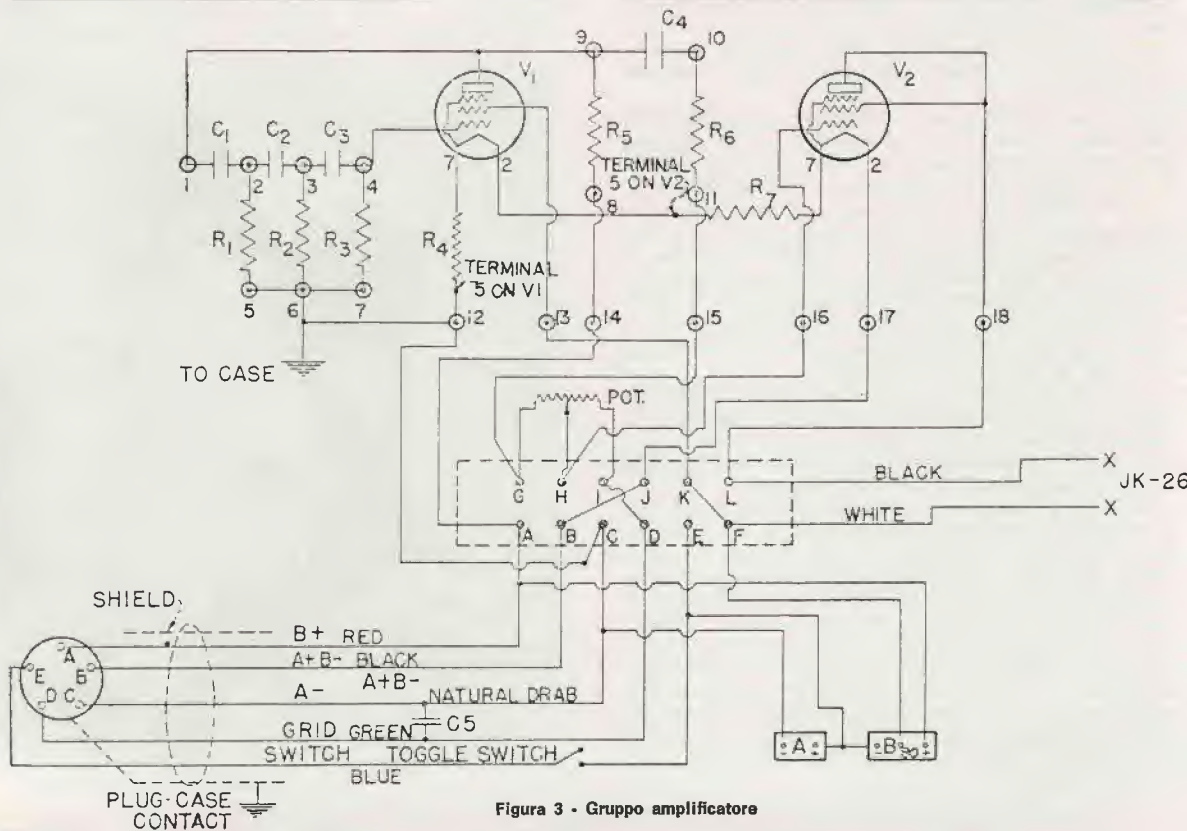 C4
9
10
V1
V2
C1
C2
C3
R5
R6
7
2
7
2
1
2
3
4
TERMINAL
5 ON V2
11
R7
8
R1
R2
R3
R4
TERMINAL
5 ON V1
5
6
7
12
13
14
15
16
17
18
TO CASE
POT.
G
H
I
J
K
L
BLACK
X
JK-26
WHITE
X
A
B
C
D
E
F
SHIELD
B+ RED
A
E
B
A+B- BLACK
D
C
A-
A+B-
NATURAL DRAB
C5
GRID GREEN
SWITCH TOGGLE SWITCH
BLUE
A
B
PLUG-CASE
CONTACT
Figura 3 - Gruppo amplificatore